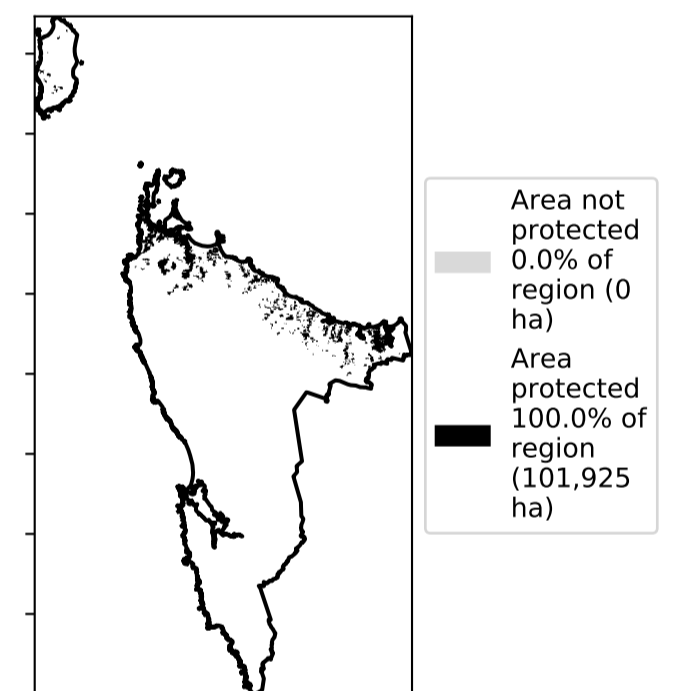 Area not
protected
0.0% of
region (0
ha)
Area
protected
100.0% of
region
(101,925
ha)